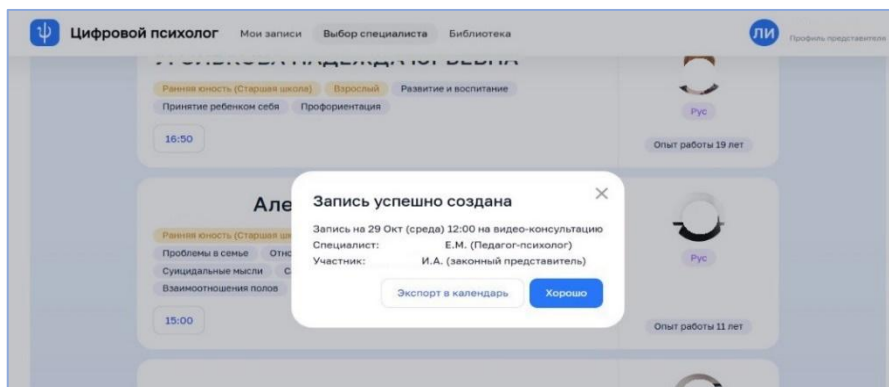 Цифровой психолог
Мои записи
Выбор специалиста
Библиотека
ЛИ
Профиль представителя
Ранняя юность (Старшая школа)
Взрослый
Развитие и воспитание
Принятие ребенком себя
Профориентация
16:50
Рус
Опыт работы 19 лет
Але
Ранняя юность (Старшая
Проблемы в семье
Суицидальные мысли
Взаимоотношения полов
15:00
Рус
Опыт работы 11 лет
Запись успешно создана
Запись на 29 Окт (среда) 12:00 на видео-консультацию
Специалист: Е.М. (Педагог-психолог)
Участник: И.А. (законный представитель)
Экспорт в календарь
Хорошо